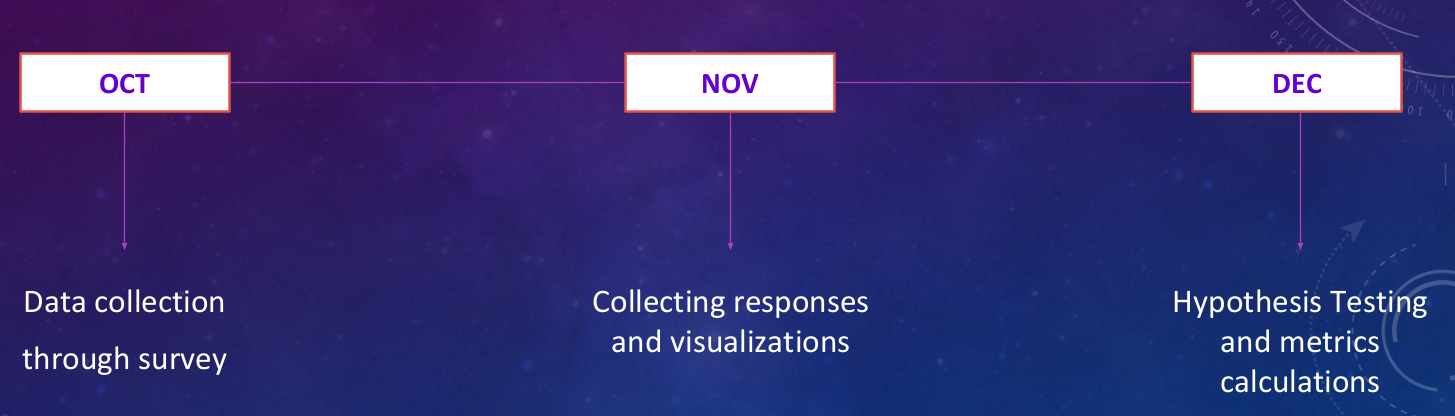 OCT
NOV
DEC
Data collection
through survey
Collecting responses
and visualizations
Hypothesis Testing
and metrics
calculations